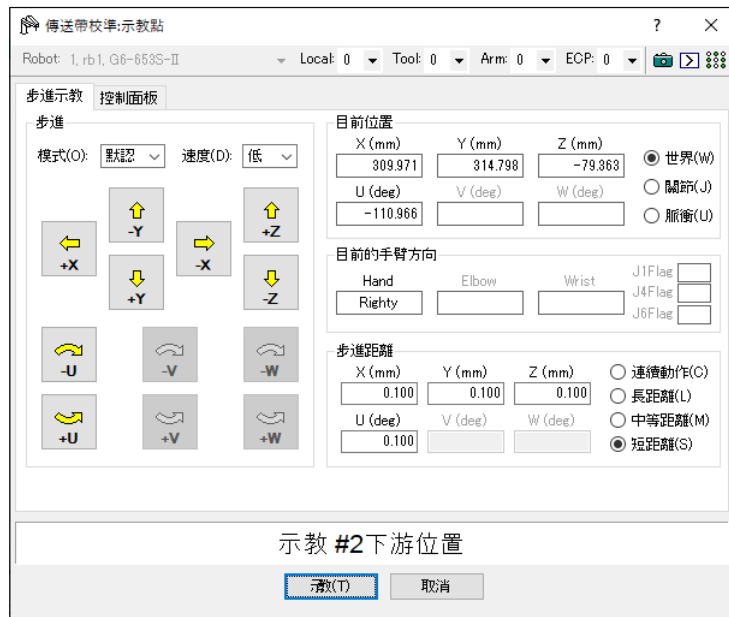 傳送帶校準:示教點
Robot: 1, rb1, G6-653S-II Local: 0 Tool: 0 Arm: 0 ECP: 0
步進示教 控制面板
步進
模式(O): 默認 速度(D): 低
+X -Y +Y -X +Z -Z
-U -V -W
+U +V +W
目前位置
X (mm) Y (mm) Z (mm)
309.971 314.798 -79.363
U (deg) V (deg) W (deg)
-110.966
世界(W)
關節(J)
脈衝(U)
目前的手臂方向
Hand Elbow Wrist
Righty
J1Flag
J4Flag
J6Flag
步進距離
X (mm) Y (mm) Z (mm)
0.100 0.100 0.100
U (deg) V (deg) W (deg)
0.100
連續動作(C)
長距離(L)
中等距離(M)
短距離(S)
示教 #2下游位置
示教(T) 取消